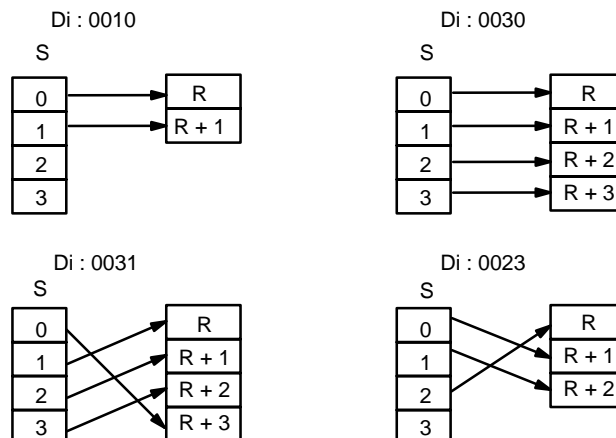 Di : 0010
S
0
1
2
3
R
R + 1
Di : 0030
S
0
1
2
3
R
R + 1
R + 2
R + 3
Di : 0031
S
0
1
2
3
R
R + 1
R + 2
R + 3
Di : 0023
S
0
1
2
3
R
R + 1
R + 2